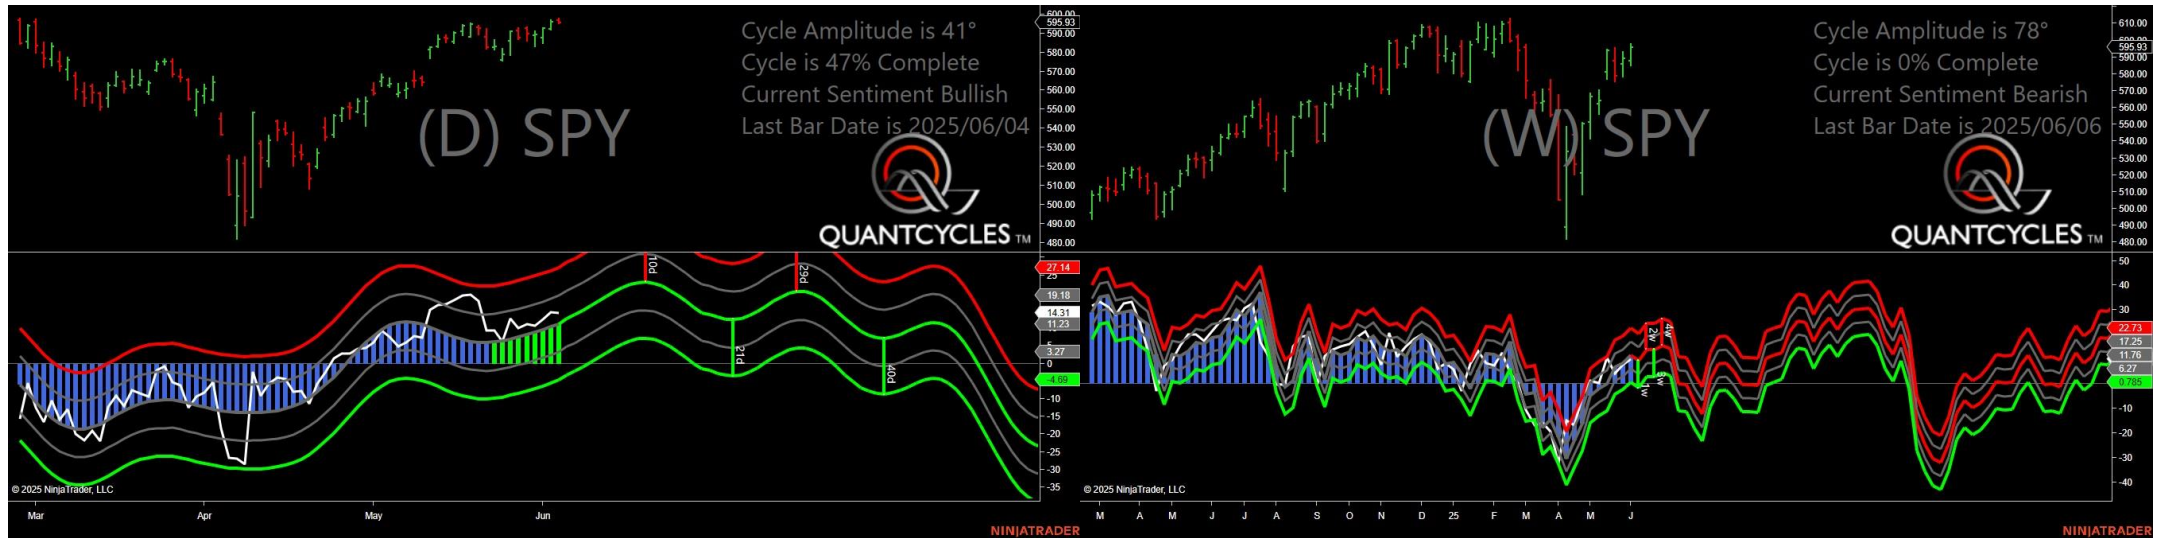 Cycle Amplitude is 41°
Cycle is 47% Complete
Current Sentiment Bullish
Last Bar Date is 2025/06/04
(D) SPY
QUANTCYCLES TM
600.00
595.93
590.00
580.00
570.00
560.00
550.00
540.00
530.00
520.00
510.00
500.00
490.00
480.00
10d
29d
21d
40d
27.14
25
19.18
14.31
11.23
5
3.27
0
-4.69
-10
-15
-20
-25
-30
-35
© 2025 NinjaTrader, LLC
Mar
Apr
May
Jun
NINJATRADER
Cycle Amplitude is 78°
Cycle is 0% Complete
Current Sentiment Bearish
Last Bar Date is 2025/06/06
(W) SPY
QUANTCYCLES TM
610.00
600.00
595.93
590.00
580.00
570.00
560.00
550.00
540.00
530.00
520.00
510.00
500.00
490.00
480.00
2w
4w
1w
50
40
30
22.73
17.25
11.76
6.27
0.785
-10
-20
-30
-40
© 2025 NinjaTrader, LLC
M
A
M
J
J
A
S
O
N
D
25
F
M
A
M
J
NINJATRADER